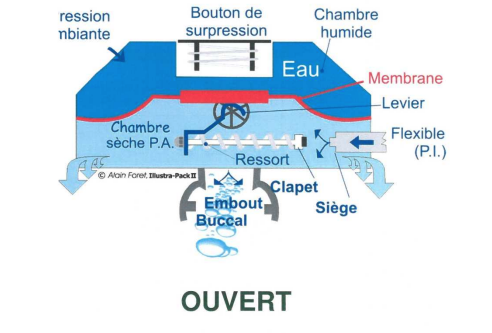 ression
mbiante
Bouton de
surpression
Chambre
humide
Eau
Membrane
Levier
Chambre
sèche P.A.
Flexible
(P.I.)
Ressort
© Alain Foret, Illustra-Pack II
Clapet
Siège
Embout
Buccal
OUVERT